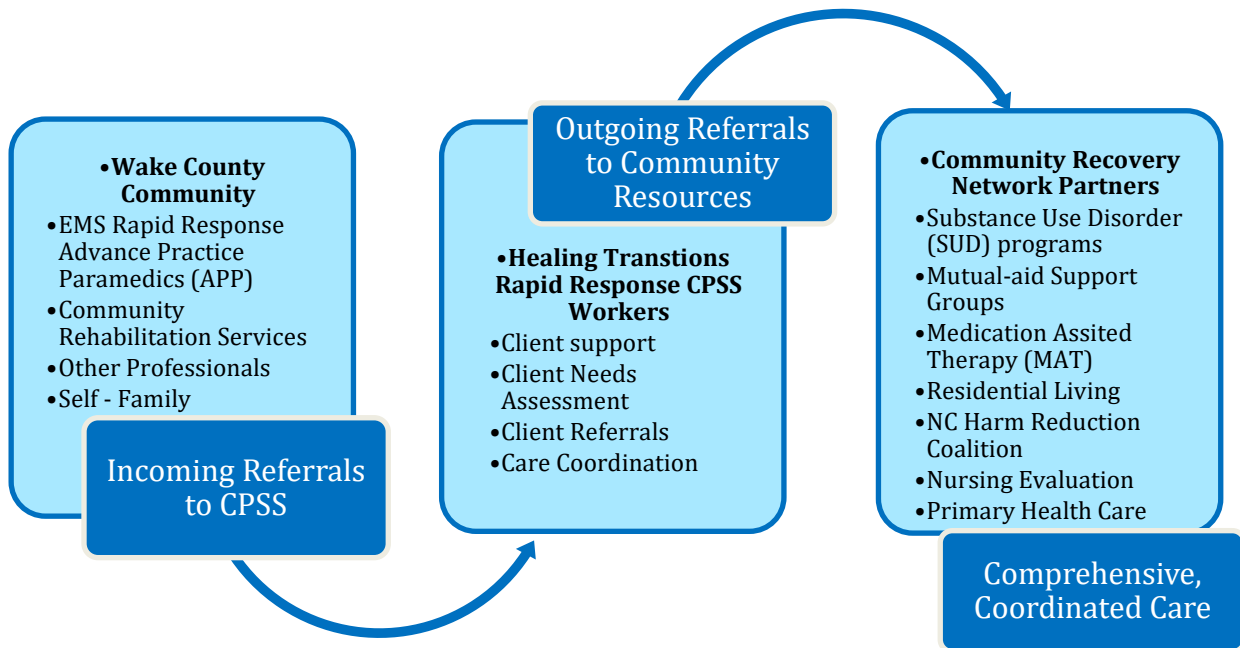 •Wake County
Community
•EMS Rapid Response
Advance Practice
Paramedics (APP)
•Community
Rehabilitation Services
•Other Professionals
•Self - Family
Incoming Referrals
to CPSS
Outgoing Referrals
to Community
Resources
•Healing Transtions
Rapid Response CPSS
Workers
•Client support
•Client Needs
Assessment
•Client Referrals
•Care Coordination
•Community Recovery
Network Partners
•Substance Use Disorder
(SUD) programs
•Mutual-aid Support
Groups
•Medication Assited
Therapy (MAT)
•Residential Living
•NC Harm Reduction
Coalition
•Nursing Evaluation
•Primary Health Care
Comprehensive,
Coordinated Care